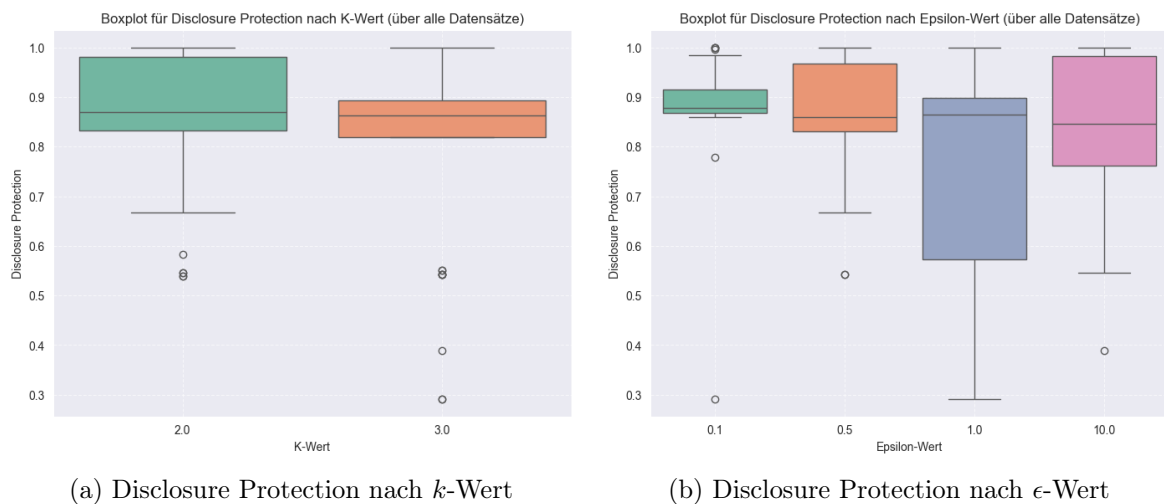 Boxplot für Disclosure Protection nach K-Wert (über alle Datensätze)
Disclosure Protection
1.0
0.9
0.8
0.7
0.6
0.5
0.4
0.3
2.0 3.0
K-Wert
(a) Disclosure Protection nach k-Wert
Boxplot für Disclosure Protection nach Epsilon-Wert (über alle Datensätze)
Disclosure Protection
1.0
0.9
0.8
0.7
0.6
0.5
0.4
0.3
0.1 0.5 1.0 10.0
Epsilon-Wert
(b) Disclosure Protection nach ϵ-Wert